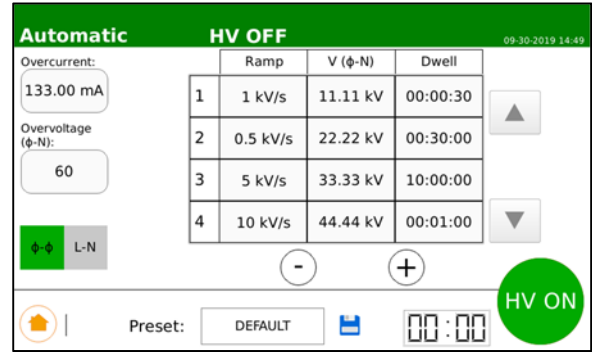 Automatic HV OFF 09-30-2019 14:49
Overcurrent:
133.00 mA
Overvoltage
(ϕ-N):
60
ϕ-ϕ L-N
Ramp V (ϕ-N) Dwell
1 1 kV/s 11.11 kV 00:00:30
2 0.5 kV/s 22.22 kV 00:30:00
3 5 kV/s 33.33 kV 10:00:00
4 10 kV/s 44.44 kV 00:01:00
- +
HV ON
Preset: DEFAULT 00:00